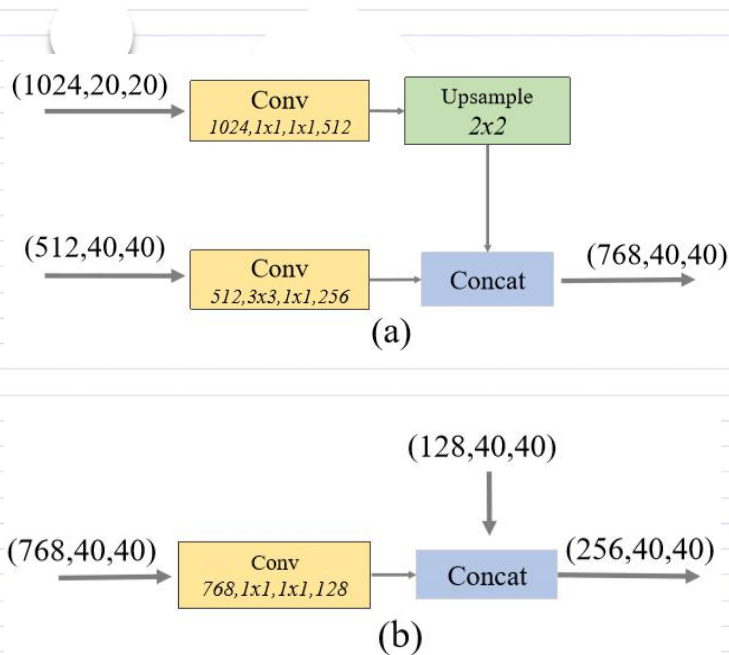 (1024,20,20)
Conv
1024,1x1,1x1,512
Upsample
2x2
(512,40,40)
Conv
512,3x3,1x1,256
Concat
(768,40,40)
(a)
(128,40,40)
(768,40,40)
Conv
768,1x1,1x1,128
Concat
(256,40,40)
(b)